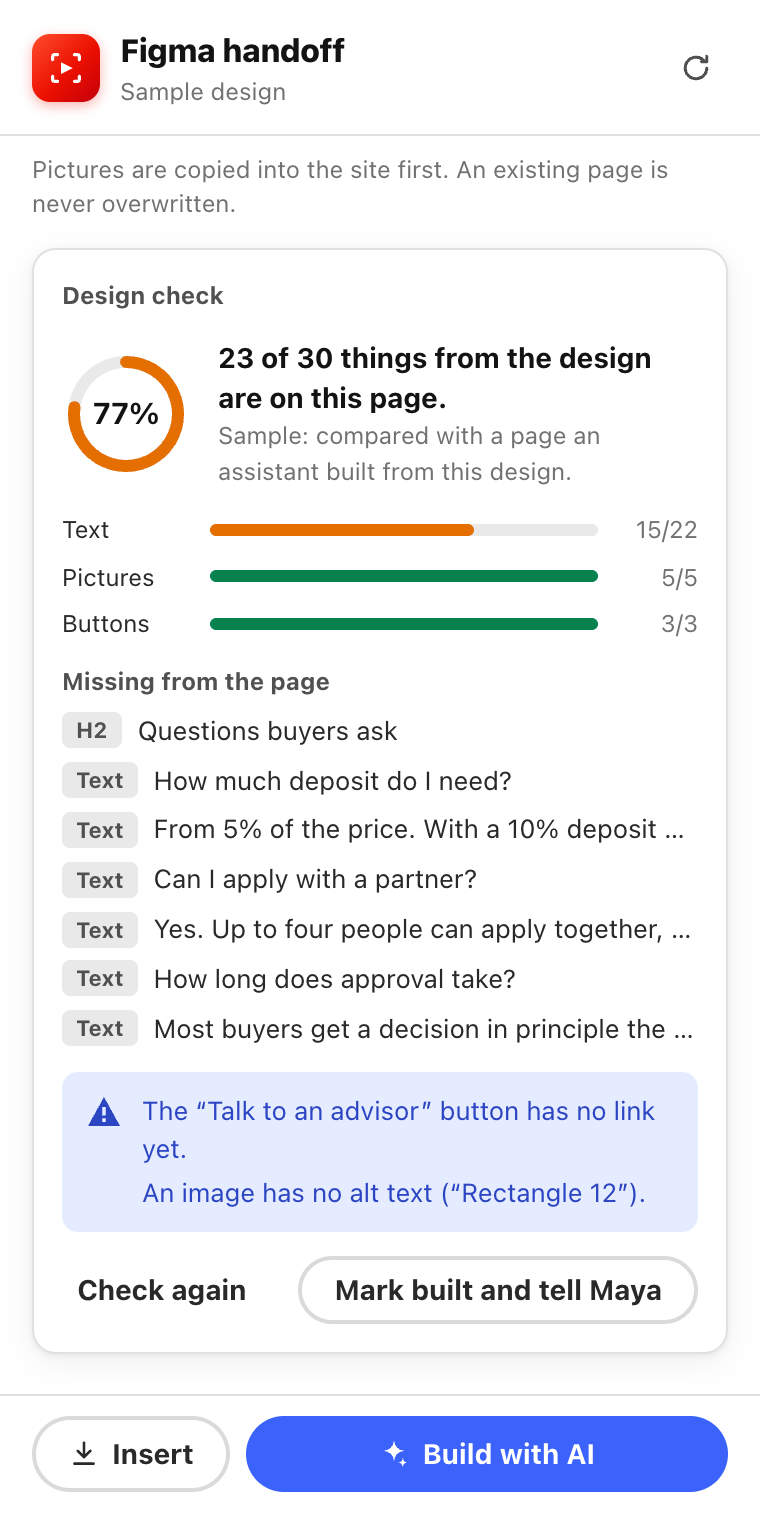 Figma handoff
Sample design
Pictures are copied into the site first. An existing page is
never overwritten.
Design check
77%
23 of 30 things from the design
are on this page.
Sample: compared with a page an
assistant built from this design.
Text 15/22
Pictures 5/5
Buttons 3/3
Missing from the page
H2 Questions buyers ask
Text How much deposit do I need?
Text From 5% of the price. With a 10% deposit ...
Text Can I apply with a partner?
Text Yes. Up to four people can apply together, ...
Text How long does approval take?
Text Most buyers get a decision in principle the ...
The “Talk to an advisor” button has no link
yet.
An image has no alt text (“Rectangle 12”).
Check again
Mark built and tell Maya
Insert
Build with AI